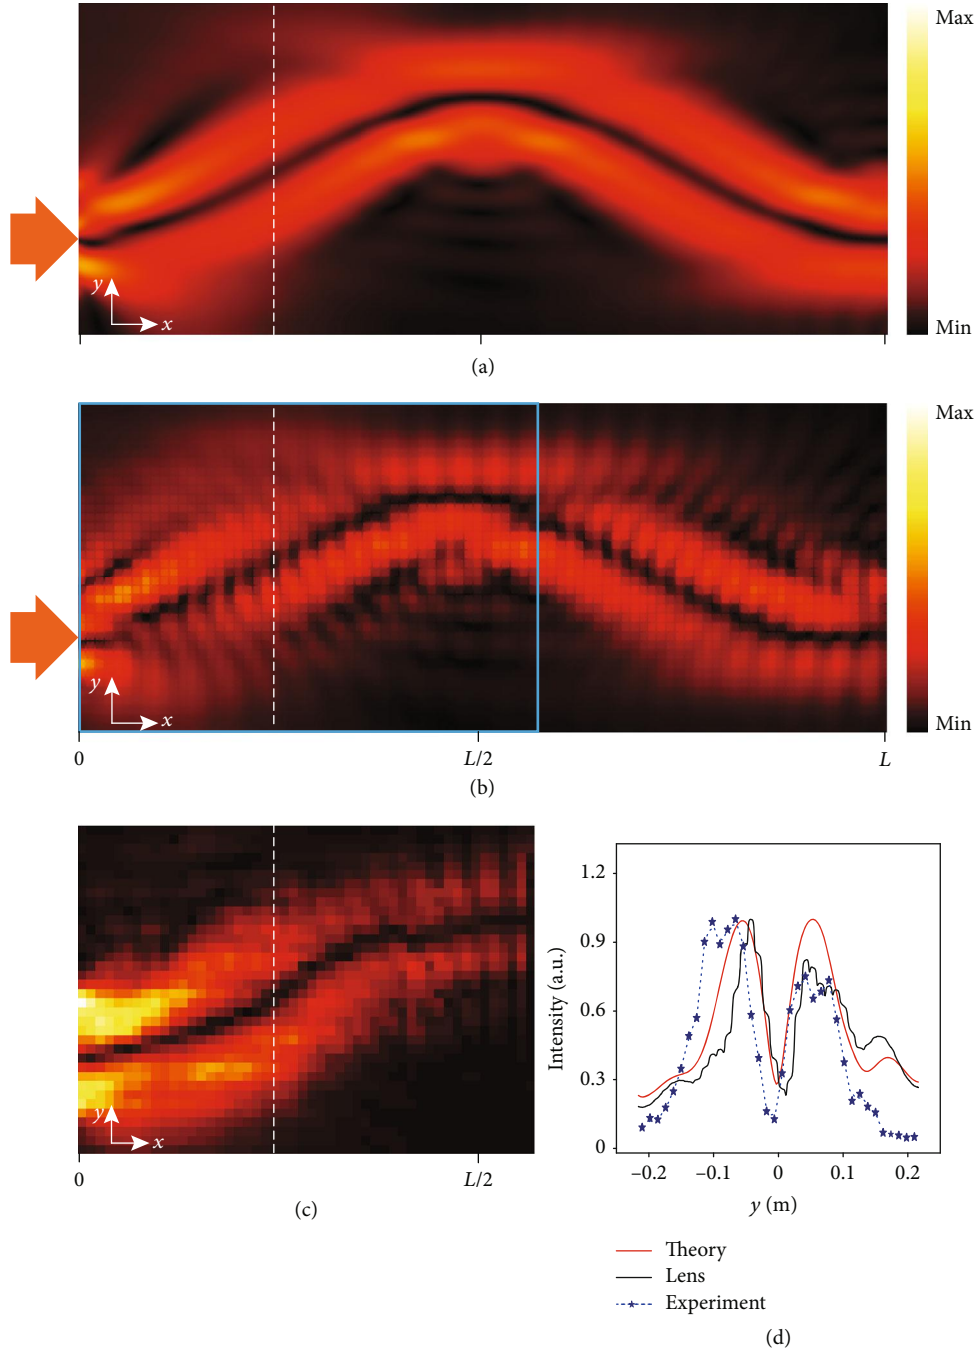 Max
y
x
Min
(a)
Max
y
x
Min
0
L/2
L
(b)
y
x
0
L/2
(c)
1.2
0.9
0.6
0.3
0
Intensity (a.u.)
−0.2
−0.1
0
0.1
0.2
y (m)
Theory
Lens
Experiment
(d)